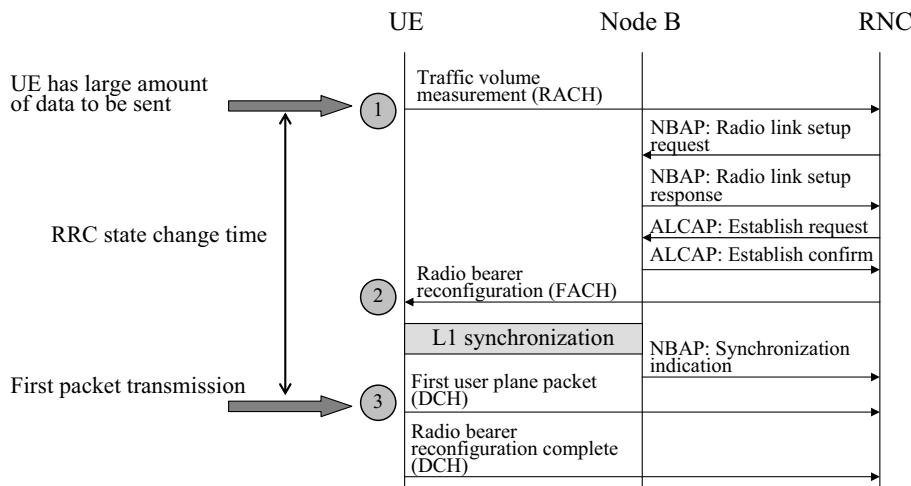 UE
Node B
RNC
UE has large amount
of data to be sent
1
Traffic volume
measurement (RACH)
NBAP: Radio link setup
request
NBAP: Radio link setup
response
RRC state change time
ALCAP: Establish request
ALCAP: Establish confirm
2
Radio bearer
reconfiguration (FACH)
L1 synchronization
NBAP: Synchronization
indication
First packet transmission
3
First user plane packet
(DCH)
Radio bearer
reconfiguration complete
(DCH)